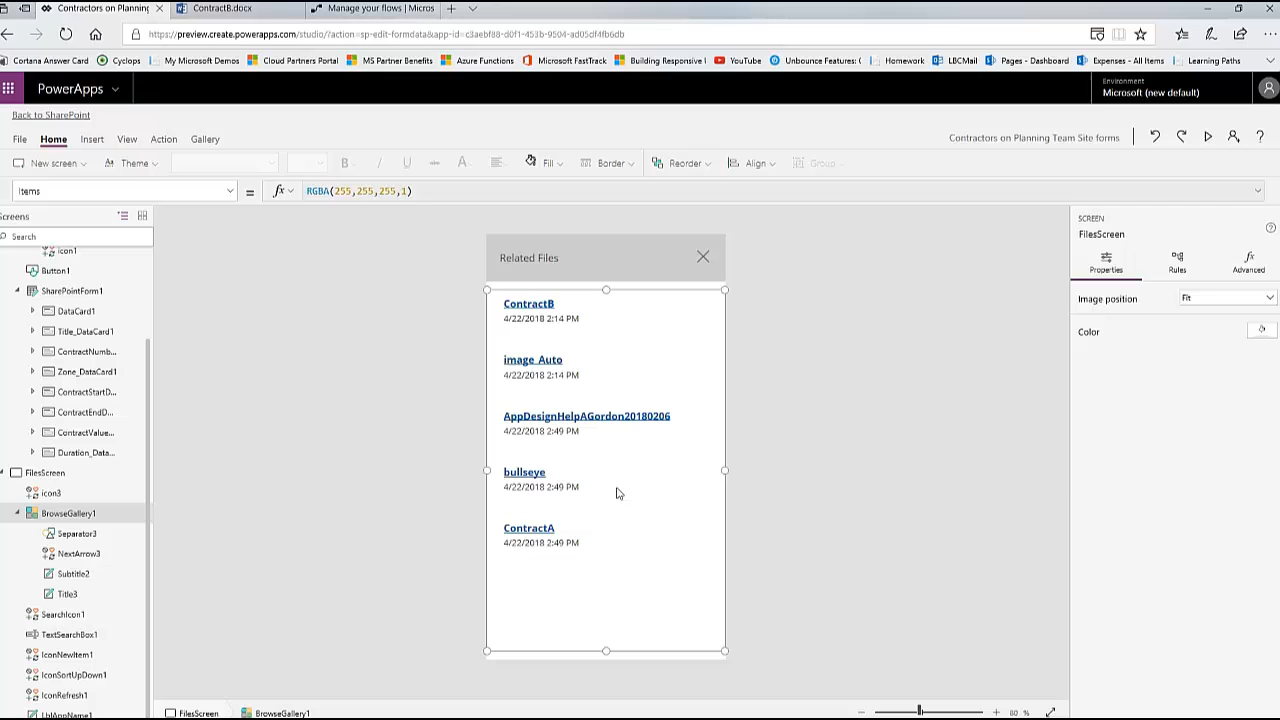 Contractors on Planning
ContractB.docx
Manage your flows | Micros
https://preview.create.powerapps.com/studio/?action=sp-edit-formdata&app-id=c3aebf88-d0f1-453b-9504-ad05df4fb6db
Cortana Answer Card
Cyclops
My Microsoft Demos
Cloud Partners Portal
MS Partner Benefits
Azure Functions
Microsoft FastTrack
Building Responsive I
YouTube
Unbounce Features: (
Homework
LBCMail
Pages - Dashboard
Expenses - All Items
Learning Paths
PowerApps
Environment
Microsoft (new default)
Back to SharePoint
File Home Insert View Action Gallery
Contractors on Planning Team Site forms
New screen
Theme
B
I
U
abc
A
Fill
Border
Reorder
Align
Group
Items
= fx RGBA(255,255,255,1)
Screens
Search
icon1
Button1
SharePointForm1
DataCard1
Title_DataCard1
ContractNumb...
Zone_DataCard1
ContractStartD...
ContractEndD...
ContractValue...
Duration_Data...
FilesScreen
icon3
BrowseGallery1
Separator3
NextArrow3
Subtitle2
Title3
SearchIcon1
TextSearchBox1
IconNewItem1
IconSortUpDown1
IconRefresh1
LblAppName1
Related Files
ContractB
4/22/2018 2:14 PM
image_Auto
4/22/2018 2:14 PM
AppDesignHelpAGordon20180206
4/22/2018 2:49 PM
bullseye
4/22/2018 2:49 PM
ContractA
4/22/2018 2:49 PM
SCREEN
FilesScreen
Properties
Rules
Advanced
Image position
Fit
Color
FilesScreen
BrowseGallery1
80 %